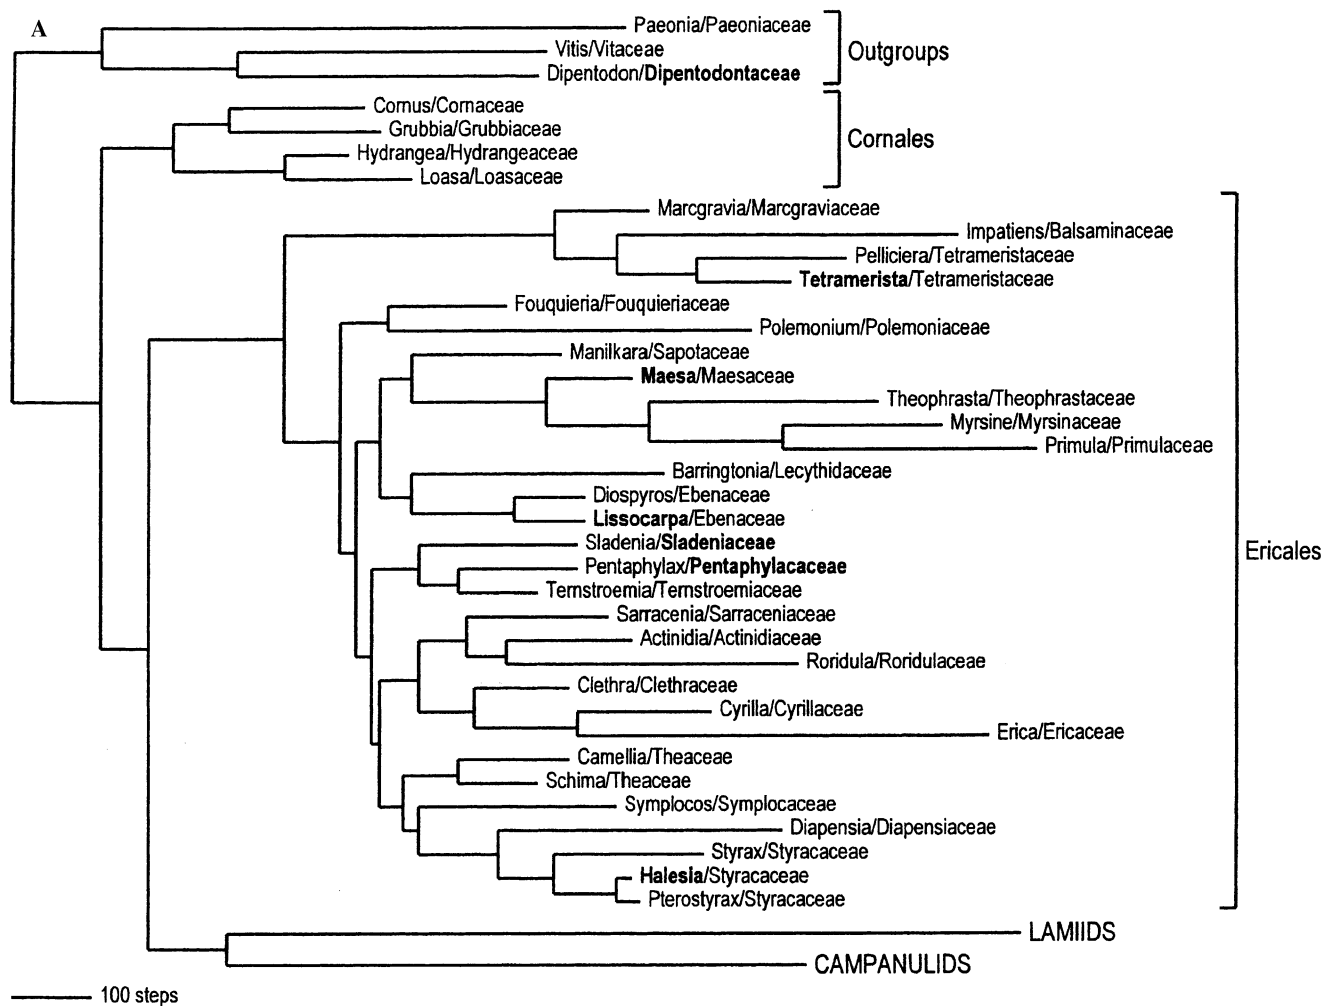 A
Paeonia/Paeoniaceae
Vitis/Vitaceae
Dipentodon/Dipentodontaceae
Outgroups
Cornus/Cornaceae
Grubbia/Grubbiaceae
Hydrangea/Hydrangeaceae
Loasa/Loasaceae
Cornales
Marcgravia/Marcgraviaceae
Impatiens/Balsaminaceae
Pelliciera/Tetrameristaceae
Tetramerista/Tetrameristaceae
Fouquieria/Fouquieriaceae
Polemonium/Polemoniaceae
Manilkara/Sapotaceae
Maesa/Maesaceae
Theophrasta/Theophrastaceae
Myrsine/Myrsinaceae
Primula/Primulaceae
Barringtonia/Lecythidaceae
Diospyros/Ebenaceae
Lissocarpa/Ebenaceae
Sladenia/Sladeniaceae
Pentaphylax/Pentaphylacaceae
Ternstroemia/Ternstroemiaceae
Sarracenia/Sarraceniaceae
Actinidia/Actinidiaceae
Roridula/Roridulaceae
Clethra/Clethraceae
Cyrilla/Cyrillaceae
Erica/Ericaceae
Camellia/Theaceae
Schima/Theaceae
Symplocos/Symplocaceae
Diapensia/Diapensiaceae
Styrax/Styracaceae
Halesia/Styracaceae
Pterostyrax/Styracaceae
Ericales
LAMIIDS
CAMPANULIDS
100 steps